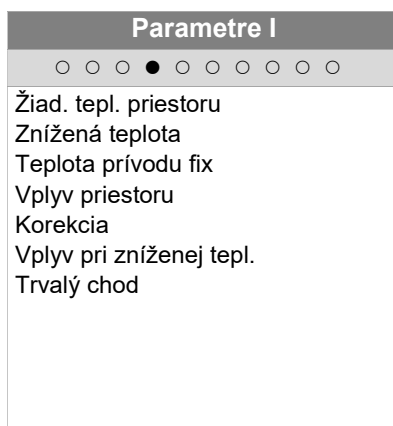 Parametre I
Žiad. tepl. priestoru
Znížená teplota
Teplota prívodu fix
Vplyv priestoru
Korekcia
Vplyv pri zníženej tepl.
Trvalý chod